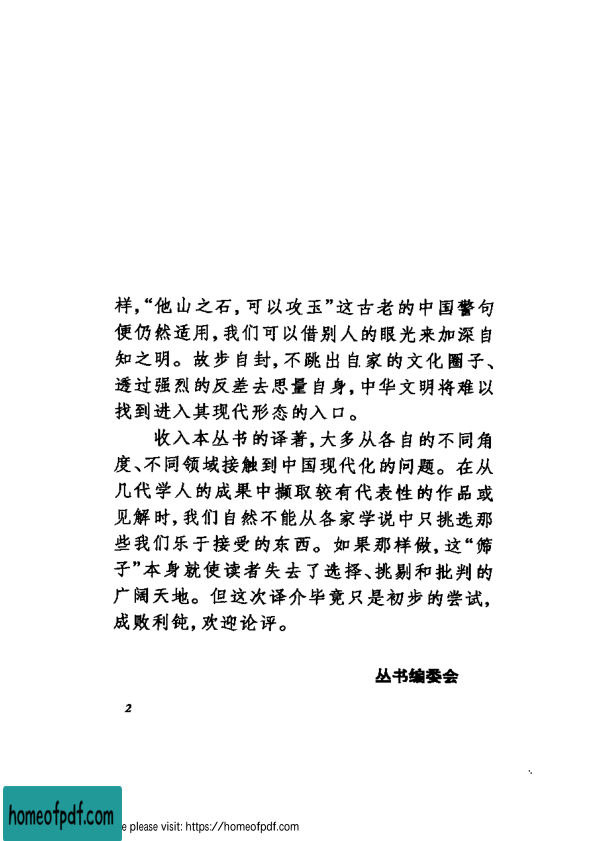 样，“他山之石，可以攻玉”这古老的中国警句
便仍然适用，我们可以借别人的眼光来加深自
知之明。故步自封，不跳出自家的文化圈子、
透过强烈的反差去思量自身，中华文明将难以
找到进入其现代形态的入口。
收入本丛书的译著，大多从各自的不同角
度、不同领域接触到中国现代化的问题。在从
几代学人的成果中撷取较有代表性的作品或
见解时，我们自然不能从各家学说中只挑选那
些我们乐于接受的东西。如果那样做，这“筛
子”本身就使读者失去了选择、挑剔和批判的
广阔天地。但这次译介毕竟只是初步的尝试，
成败利钝，欢迎论评。
丛书编委会
2
homeofpdf.com
e please visit: https://homeofpdf.com